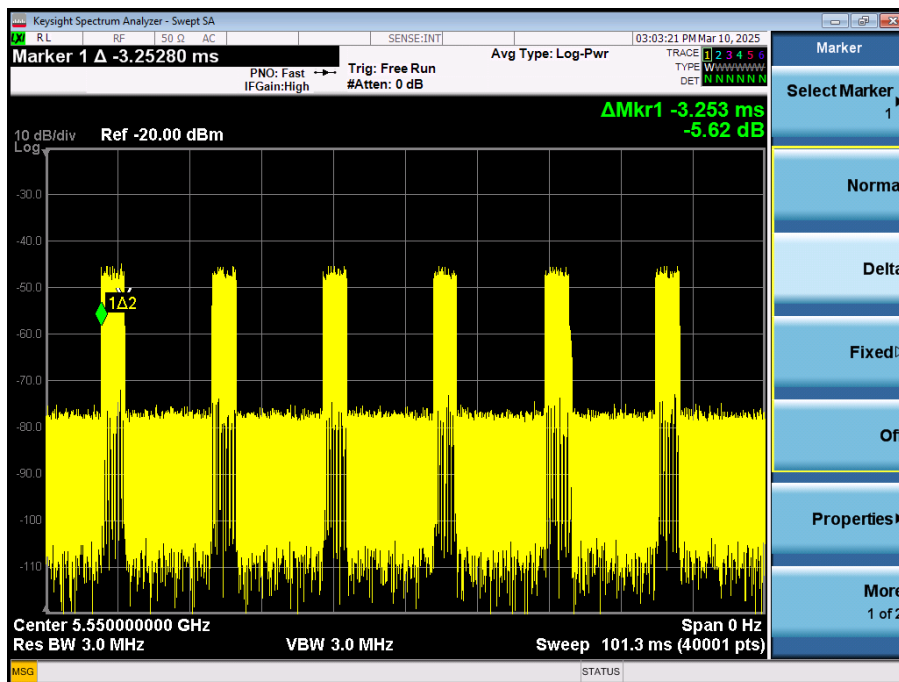 Keysight Spectrum Analyzer - Swept SA
LXI RL RF 50 Ω AC SENSE:INT 03:03:21 PM Mar 10, 2025
Marker 1 Δ -3.25280 ms
PNO: Fast
IFGain:High
Trig: Free Run
#Atten: 0 dB
Avg Type: Log-Pwr
TRACE 1 2 3 4 5 6
TYPE WWWWWW
DET N N N N N N
ΔMkr1 -3.253 ms
-5.62 dB
10 dB/div Ref -20.00 dBm
Log
-30.0
-40.0
-50.0
1Δ2
-60.0
-70.0
-80.0
-90.0
-100
-110
Center 5.550000000 GHz Span 0 Hz
Res BW 3.0 MHz VBW 3.0 MHz Sweep 101.3 ms (40001 pts)
MSG STATUS
Marker
Select Marker
1
Norma
Delta
Fixed
Of
Properties
More
1 of 2